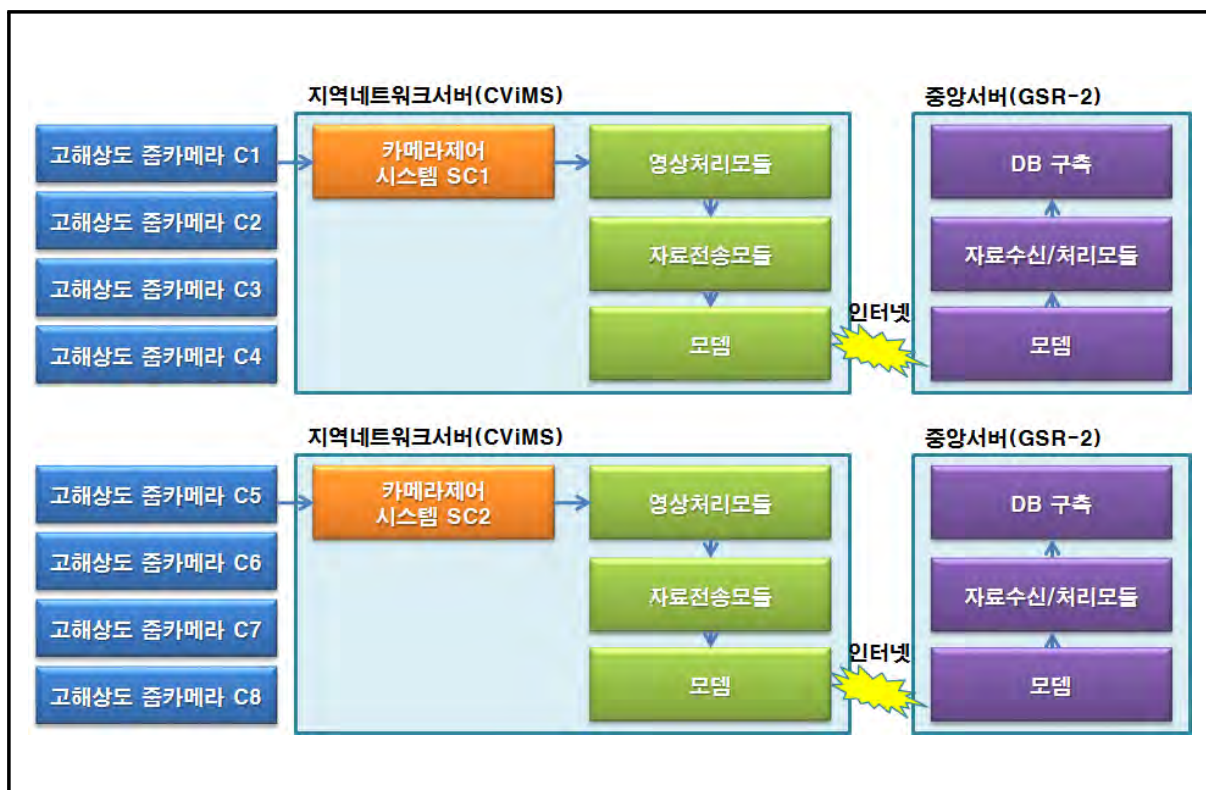 지역네트워크서버(CViMS)
중앙서버(GSR-2)
고해상도 줌카메라 C1
고해상도 줌카메라 C2
고해상도 줌카메라 C3
고해상도 줌카메라 C4
카메라제어
시스템 SC1
영상처리모듈
자료전송모듈
모뎀
인터넷
DB 구축
자료수신/처리모듈
모뎀
지역네트워크서버(CViMS)
중앙서버(GSR-2)
고해상도 줌카메라 C5
고해상도 줌카메라 C6
고해상도 줌카메라 C7
고해상도 줌카메라 C8
카메라제어
시스템 SC2
영상처리모듈
자료전송모듈
모뎀
인터넷
DB 구축
자료수신/처리모듈
모뎀